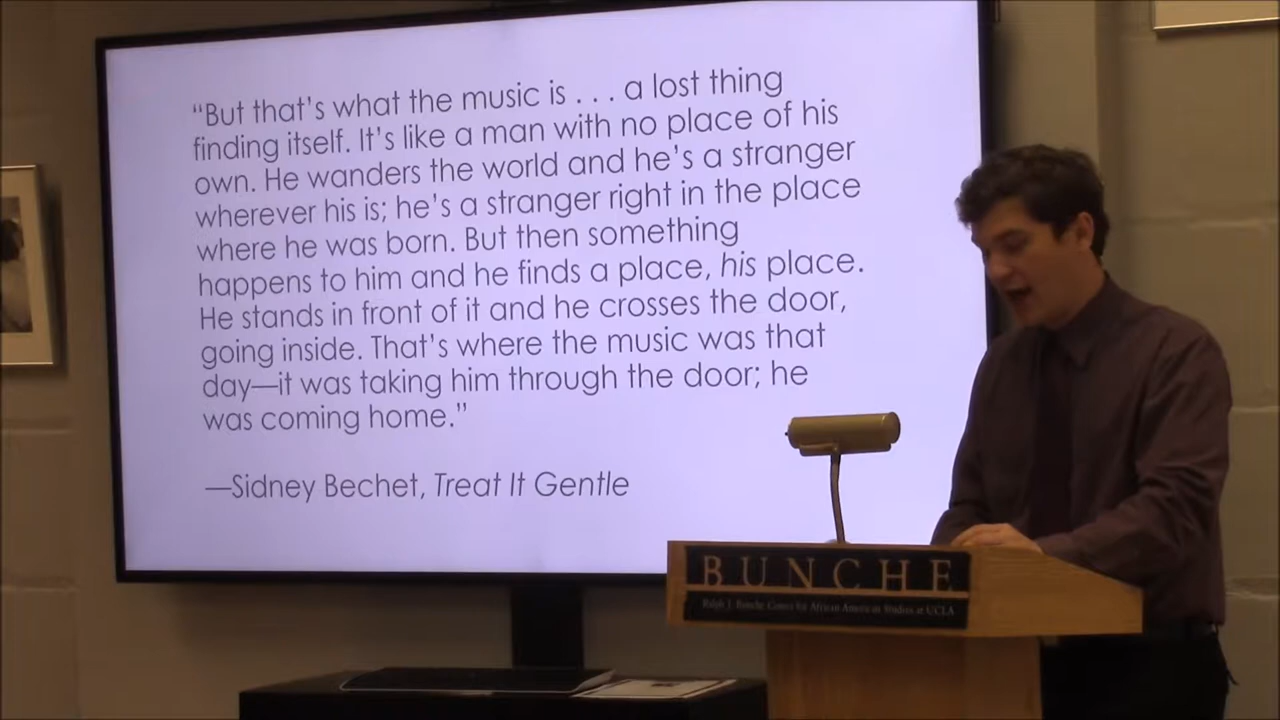 “But that’s what the music is . . . a lost thing
finding itself. It’s like a man with no place of his
own. He wanders the world and he’s a stranger
wherever his is; he’s a stranger right in the place
where he was born. But then something
happens to him and he finds a place, his place.
He stands in front of it and he crosses the door,
going inside. That’s where the music was that
day—it was taking him through the door; he
was coming home.”
—Sidney Bechet, Treat It Gentle
BUNCHE
Ralph J. Bunche Center for African American Studies at UCLA